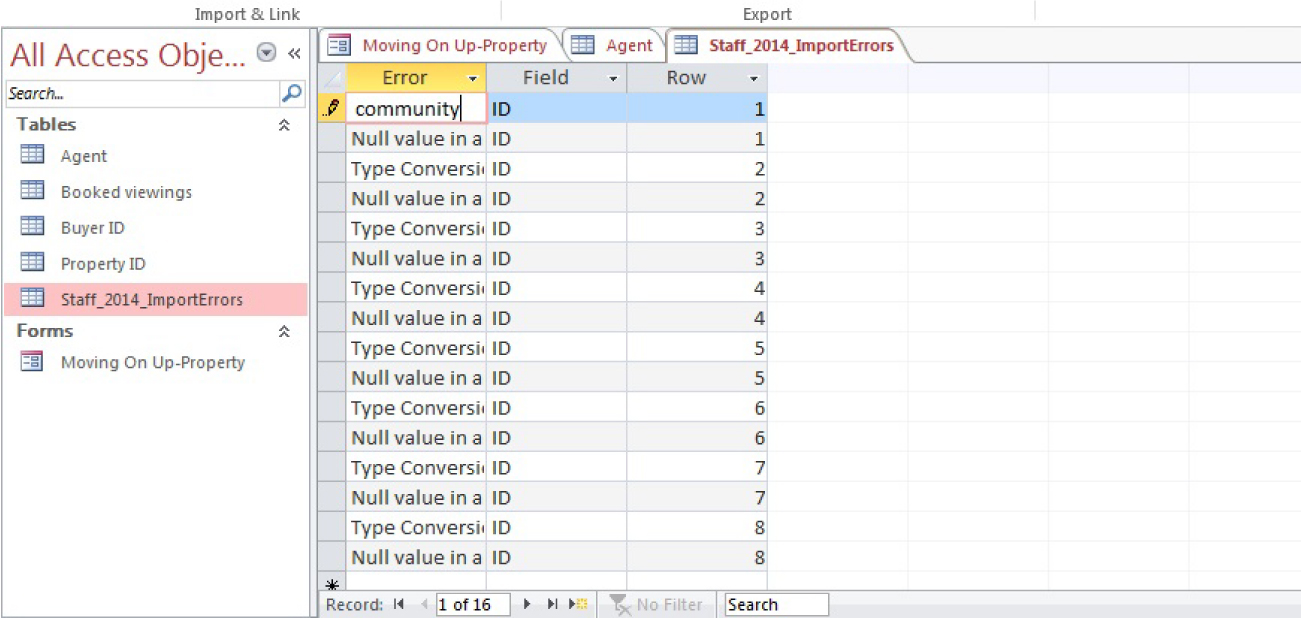 Import & Link Export
All Access Obje... «
Search...
Tables
Agent
Booked viewings
Buyer ID
Property ID
Staff_2014_ImportErrors
Forms
Moving On Up-Property
Moving On Up-Property Agent Staff_2014_ImportErrors
Error Field Row
community ID 1
Null value in a ID 1
Type Conversi ID 2
Null value in a ID 2
Type Conversi ID 3
Null value in a ID 3
Type Conversi ID 4
Null value in a ID 4
Type Conversi ID 5
Null value in a ID 5
Type Conversi ID 6
Null value in a ID 6
Type Conversi ID 7
Null value in a ID 7
Type Conversi ID 8
Null value in a ID 8
Record: 1 of 16 No Filter Search